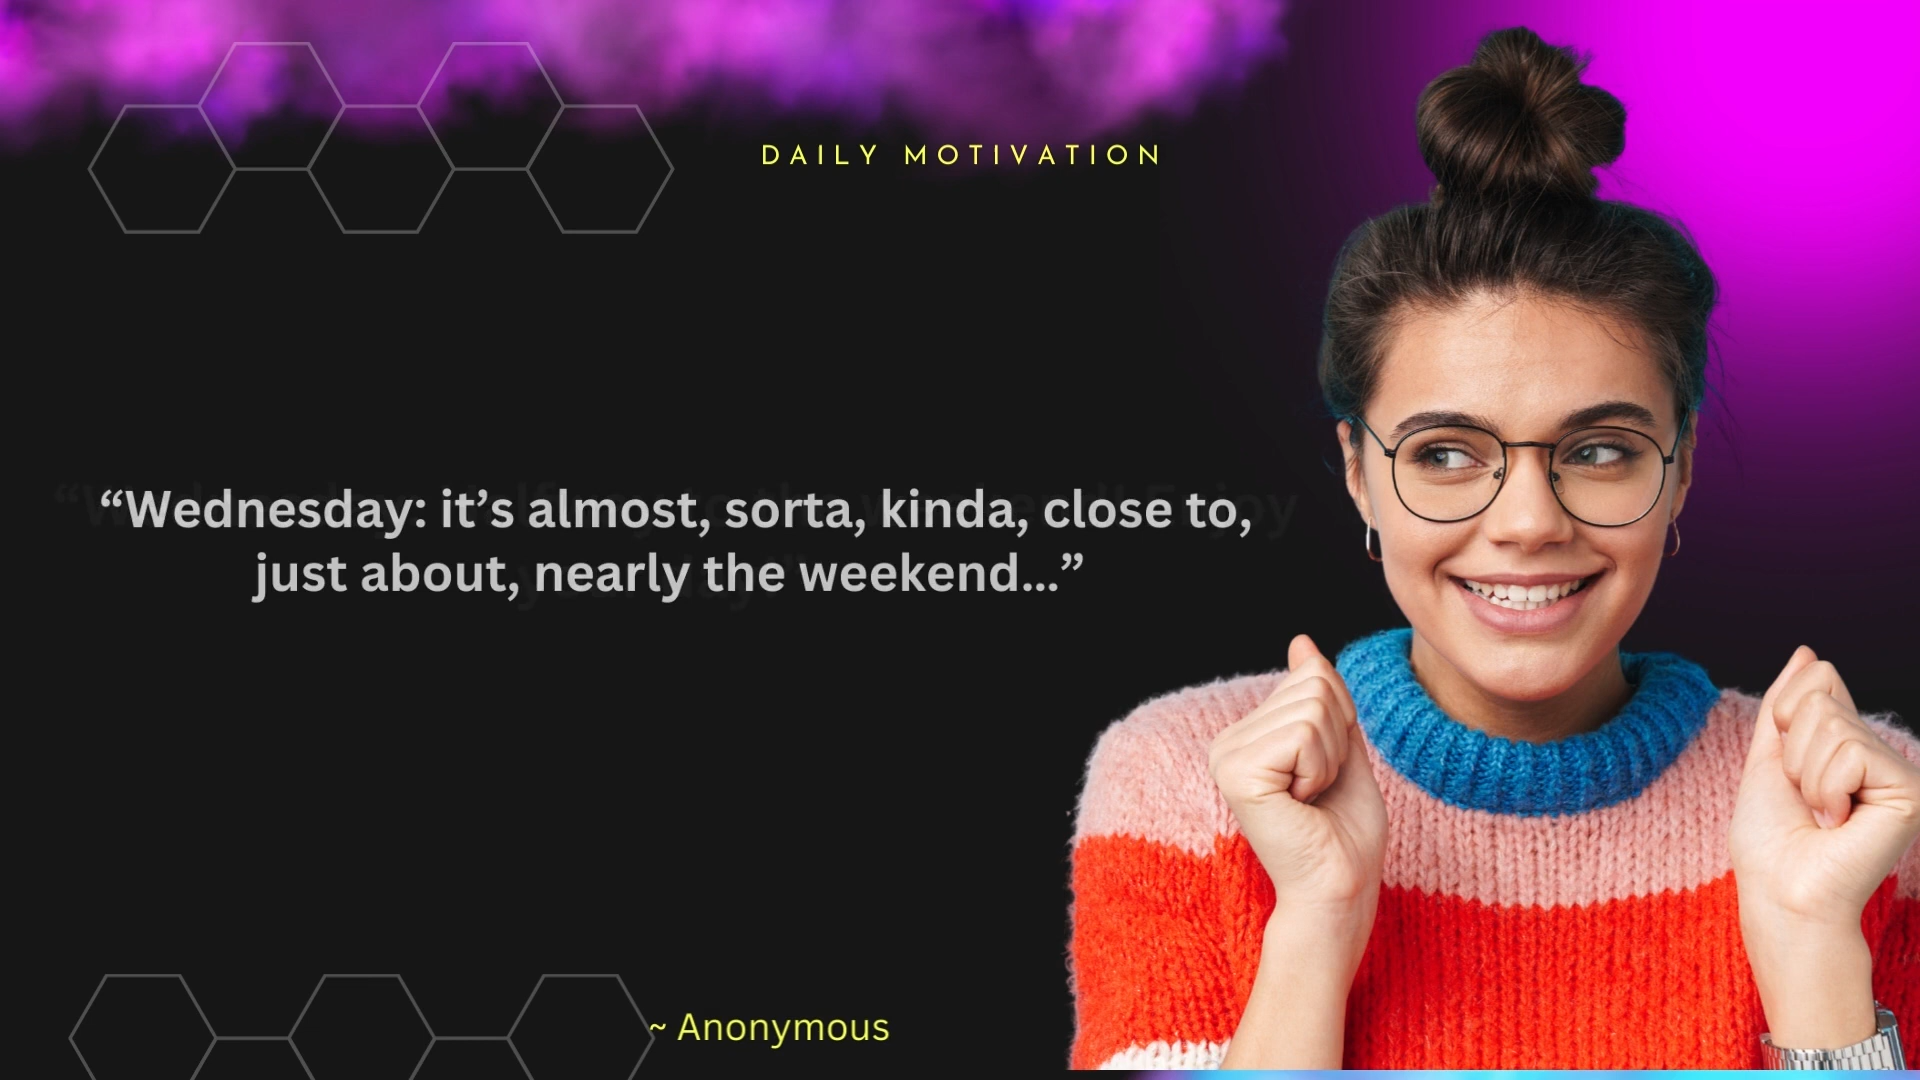 DAILY MOTIVATION
“Wednesday: it’s almost, sorta, kinda, close to,
just about, nearly the weekend...”
~ Anonymous